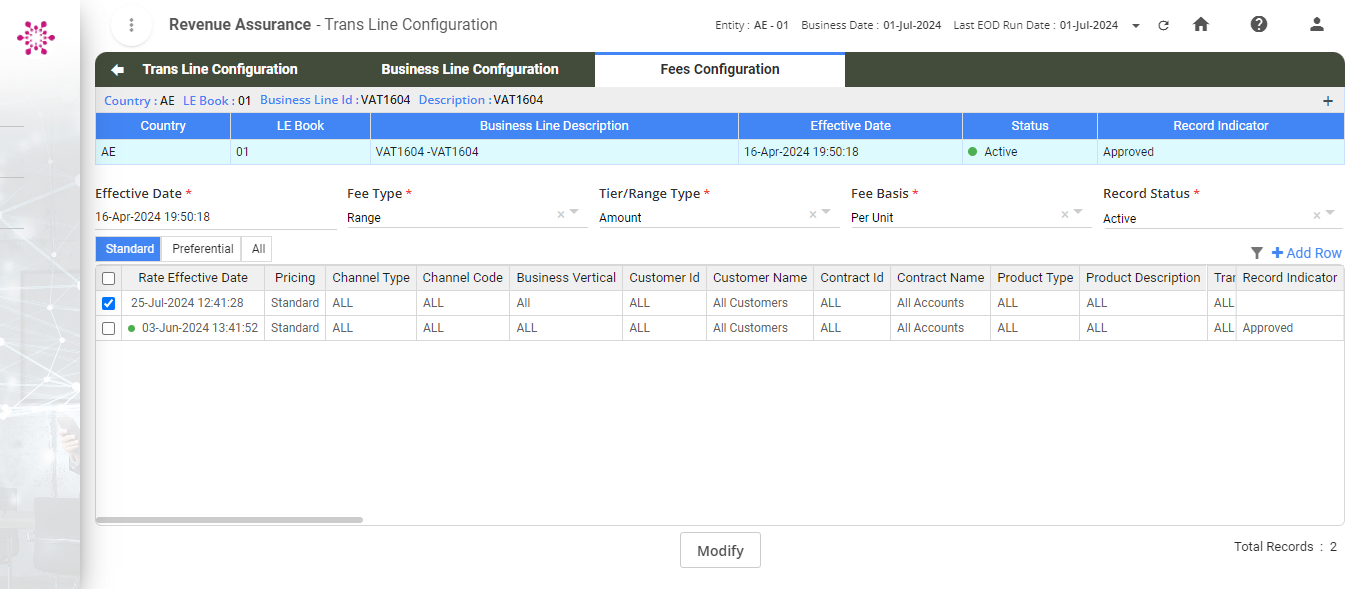 Revenue Assurance - Trans Line Configuration
Entity : AE - 01 Business Date : 01-Jul-2024 Last EOD Run Date : 01-Jul-2024
Trans Line Configuration Business Line Configuration Fees Configuration
Country : AE LE Book : 01 Business Line Id : VAT1604 Description : VAT1604 +
Country LE Book Business Line Description Effective Date Status Record Indicator
AE 01 VAT1604 -VAT1604 16-Apr-2024 19:50:18 Active Approved
Effective Date * Fee Type * Tier/Range Type * Fee Basis * Record Status *
16-Apr-2024 19:50:18 Range Amount Per Unit Active
Standard Preferential All + Add Row
Rate Effective Date Pricing Channel Type Channel Code Business Vertical Customer Id Customer Name Contract Id Contract Name Product Type Product Description Trar Record Indicator
25-Jul-2024 12:41:28 Standard ALL ALL All ALL All Customers ALL All Accounts ALL ALL ALL
03-Jun-2024 13:41:52 Standard ALL ALL ALL ALL All Customers ALL All Accounts ALL ALL ALL Approved
Modify
Total Records : 2